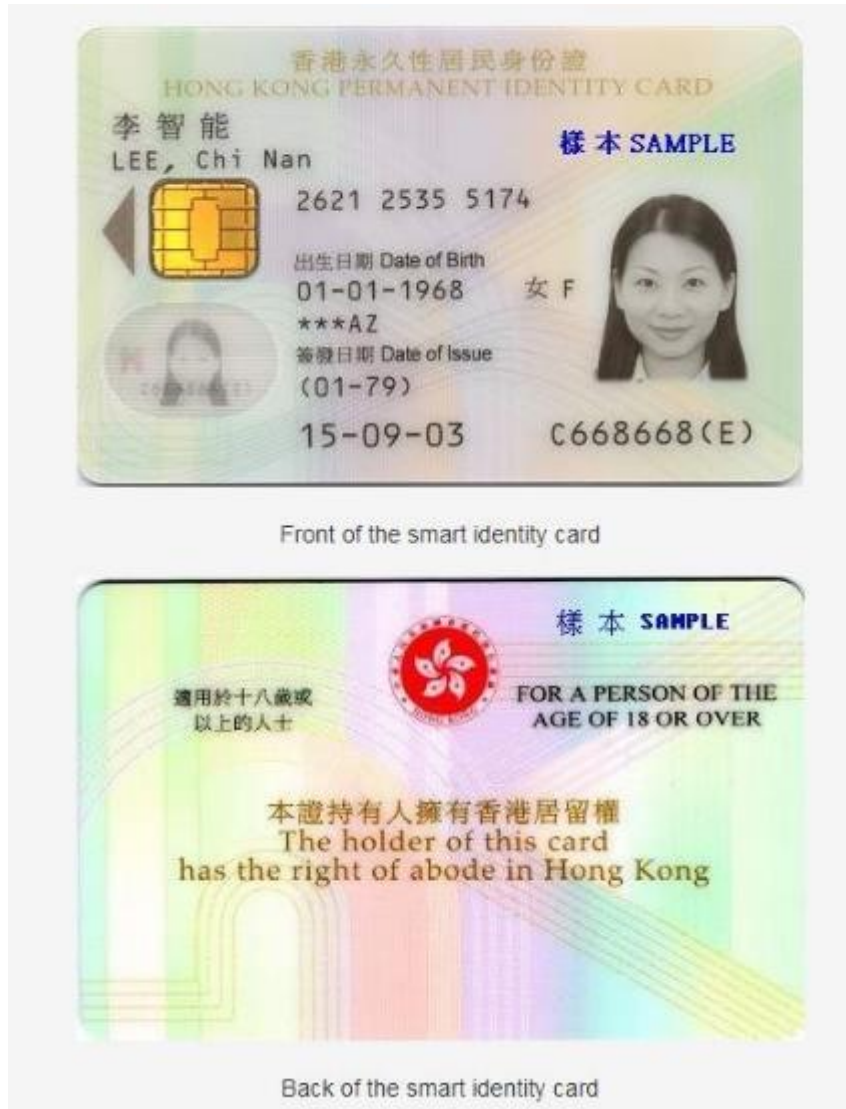 香港永久性居民身份證
HONG KONG PERMANENT IDENTITY CARD
李智能
LEE, Chi Nan
樣本 SAMPLE
2621 2535 5174
出生日期 Date of Birth
01-01-1968 女 F
***AZ
簽發日期 Date of Issue
(01-79)
15-09-03 C668668(E)
Front of the smart identity card
樣本 SAMPLE
適用於十八歲或
以上的人士
FOR A PERSON OF THE
AGE OF 18 OR OVER
HONG KONG
本證持有人擁有香港居留權
The holder of this card
has the right of abode in Hong Kong
Back of the smart identity card